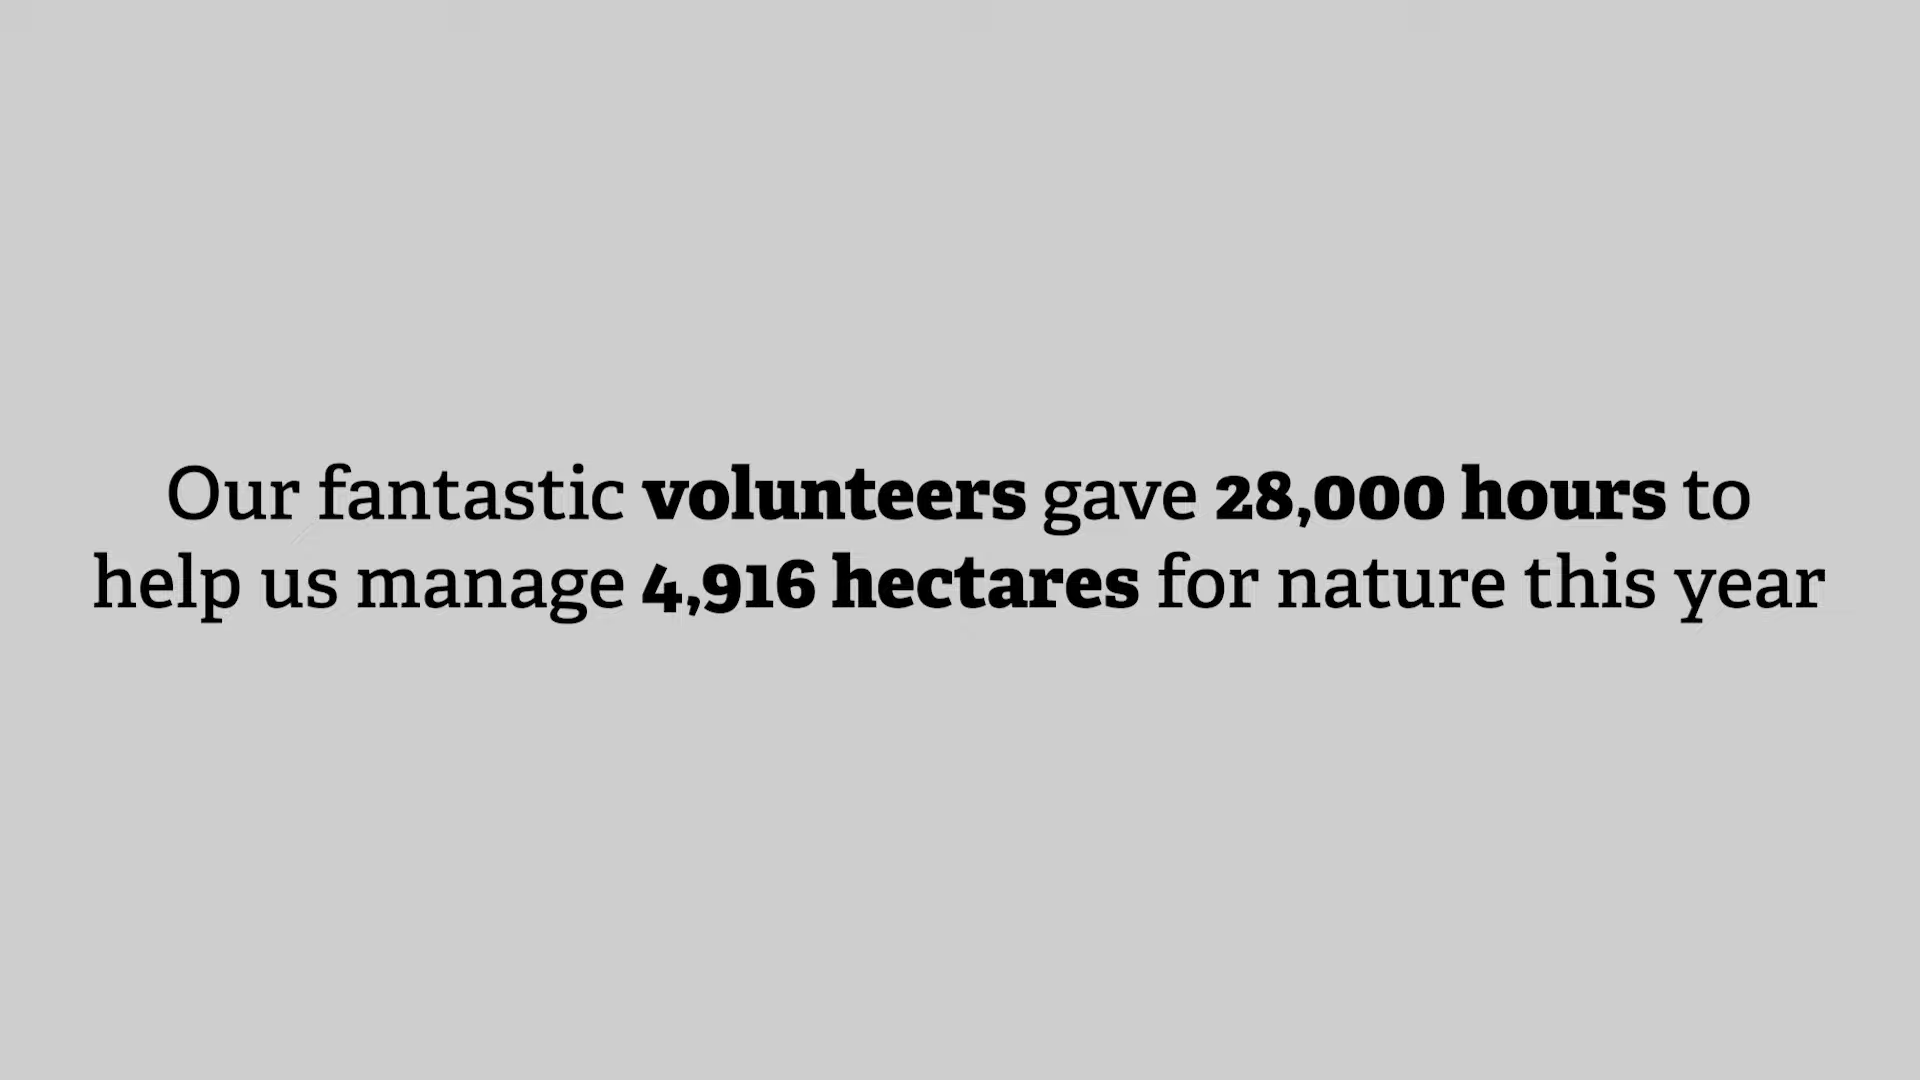 Our fantastic volunteers gave 28,000 hours to
help us manage 4,916 hectares for nature this year